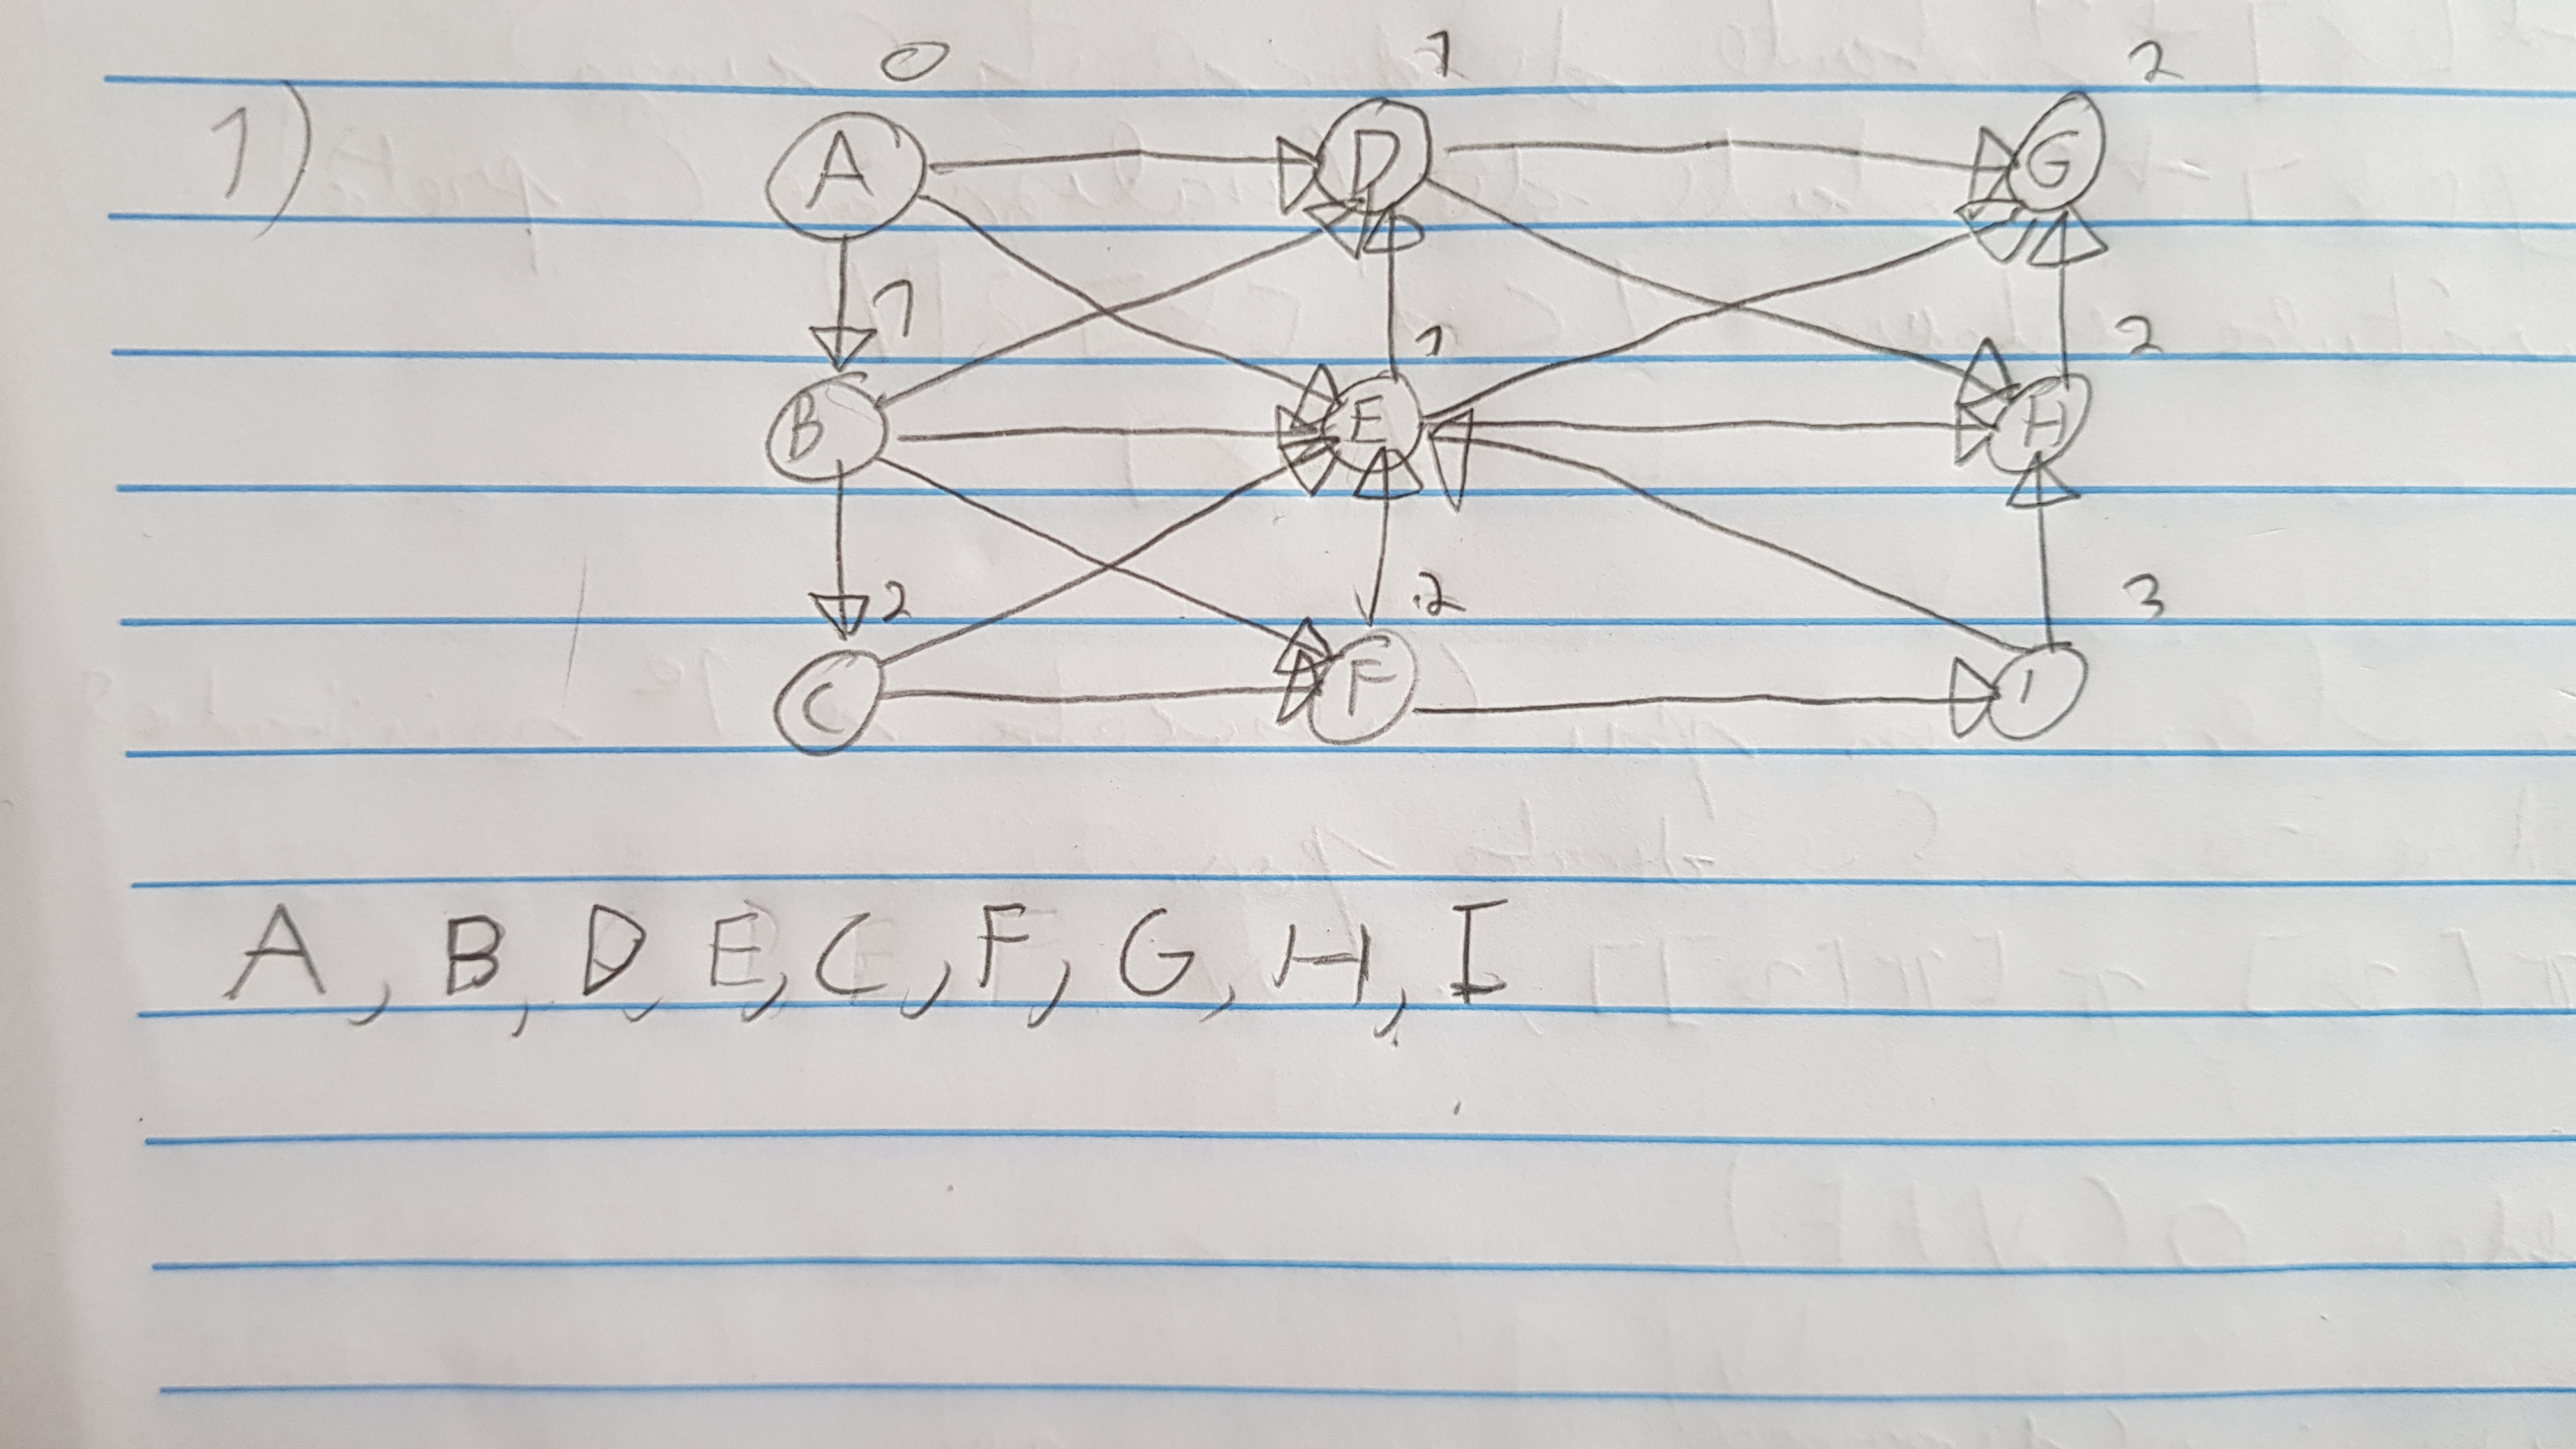 0 1 2
1) A D G
1 1 2
B E H
2 2 3
C F I
A, B, D, E, C, F, G, H, I